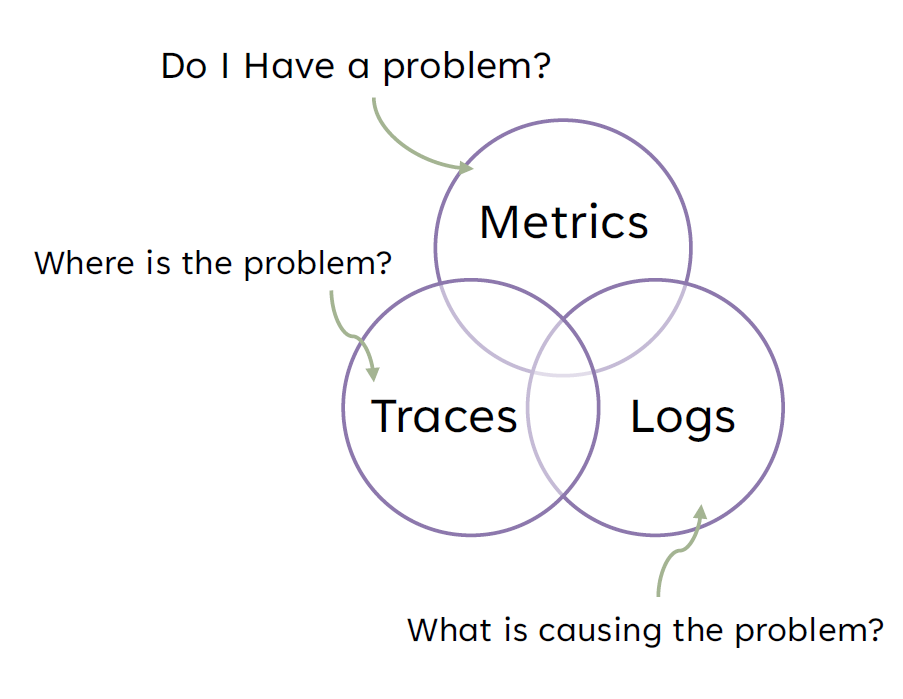 Do I Have a problem?
Metrics
Where is the problem?
Traces
Logs
What is causing the problem?